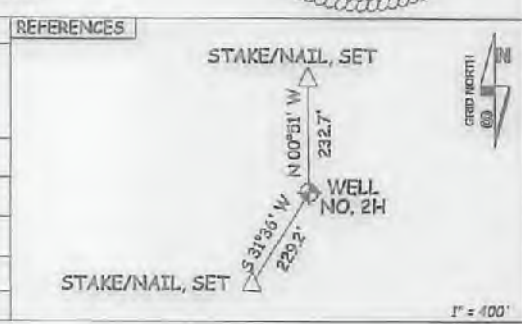 REFERENCES
STAKE/NAIL, SET
GRID NORTH
N
N 00°51' W
232.7'
WELL
NO. 2H
S 31°36' W
229.2'
STAKE/NAIL, SET
1" = 400'